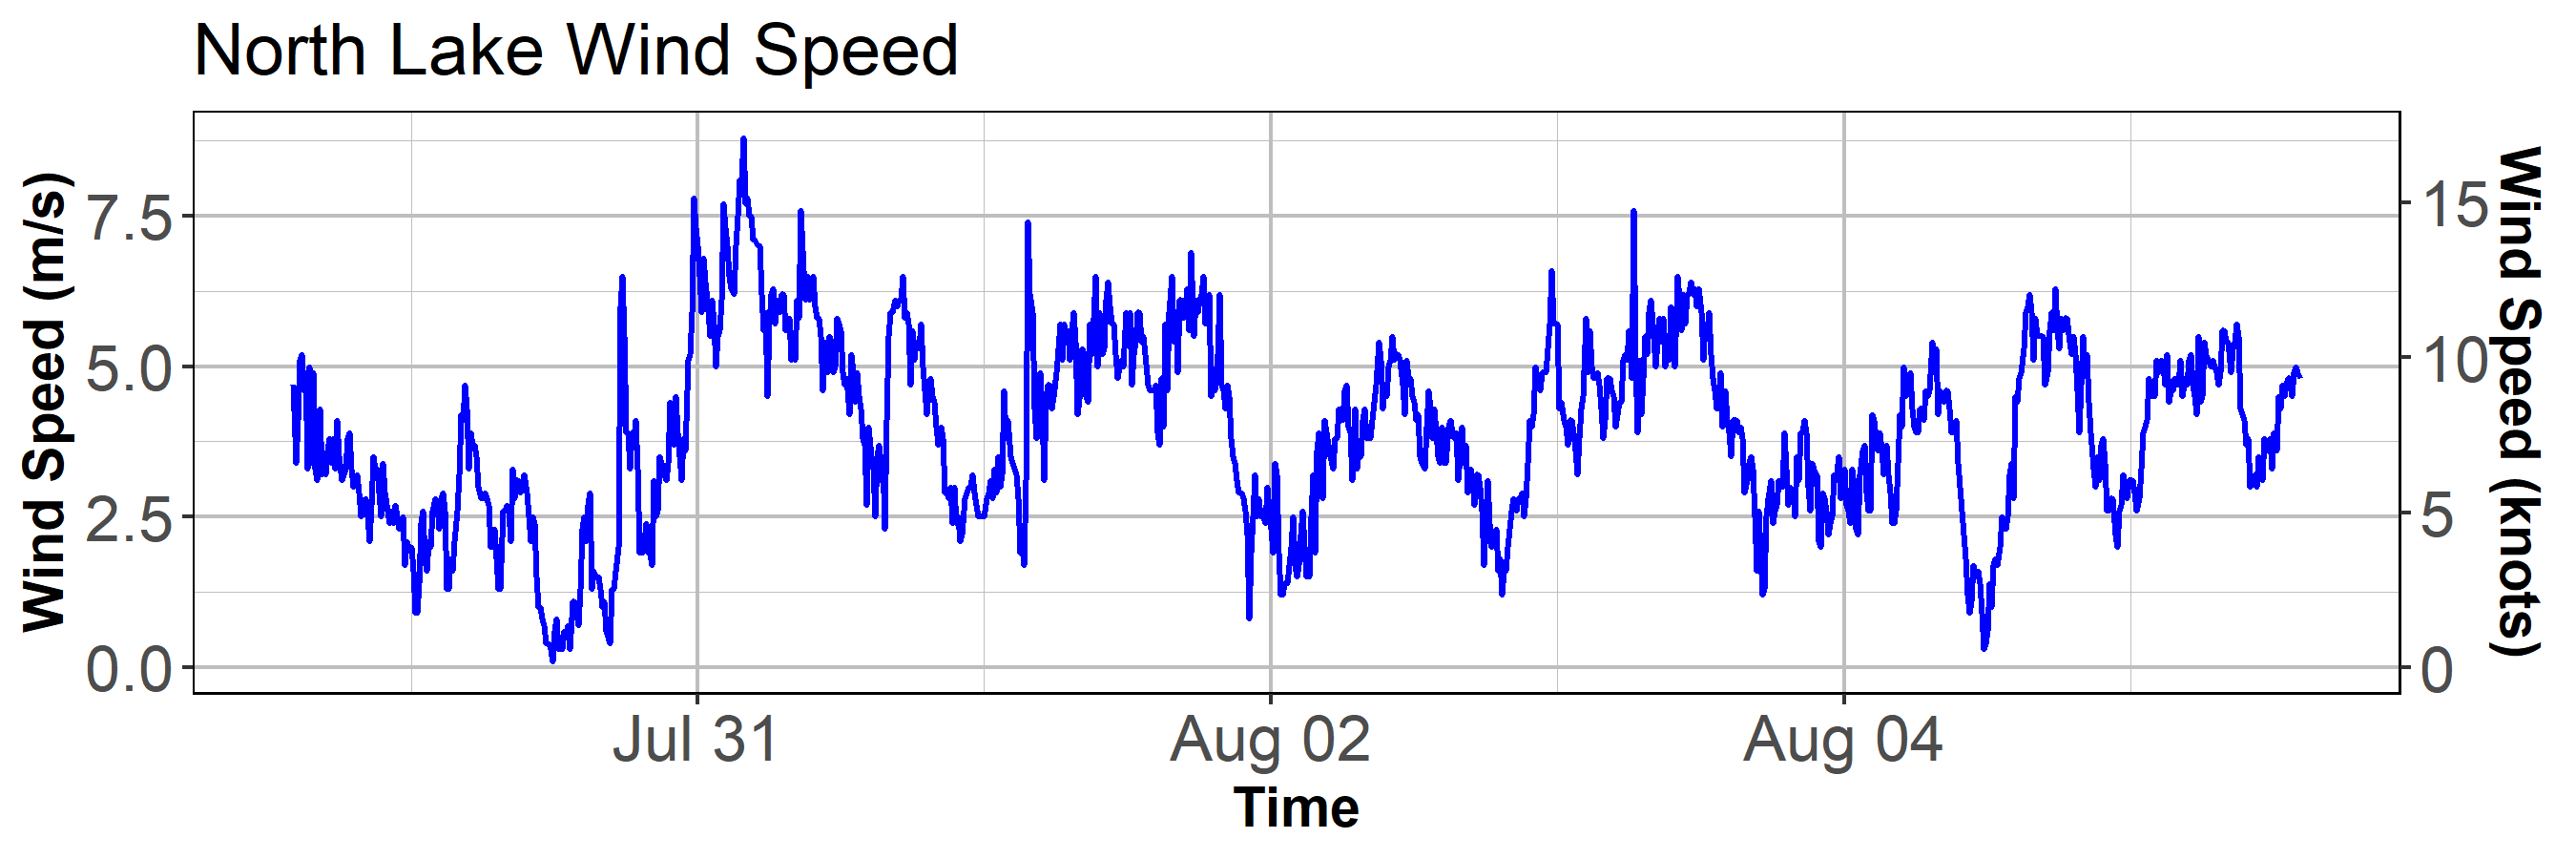 North Lake Wind Speed
Wind Speed (m/s)
7.5
5.0
2.5
0.0
15
10
5
0
Wind Speed (knots)
Jul 31
Aug 02
Aug 04
Time